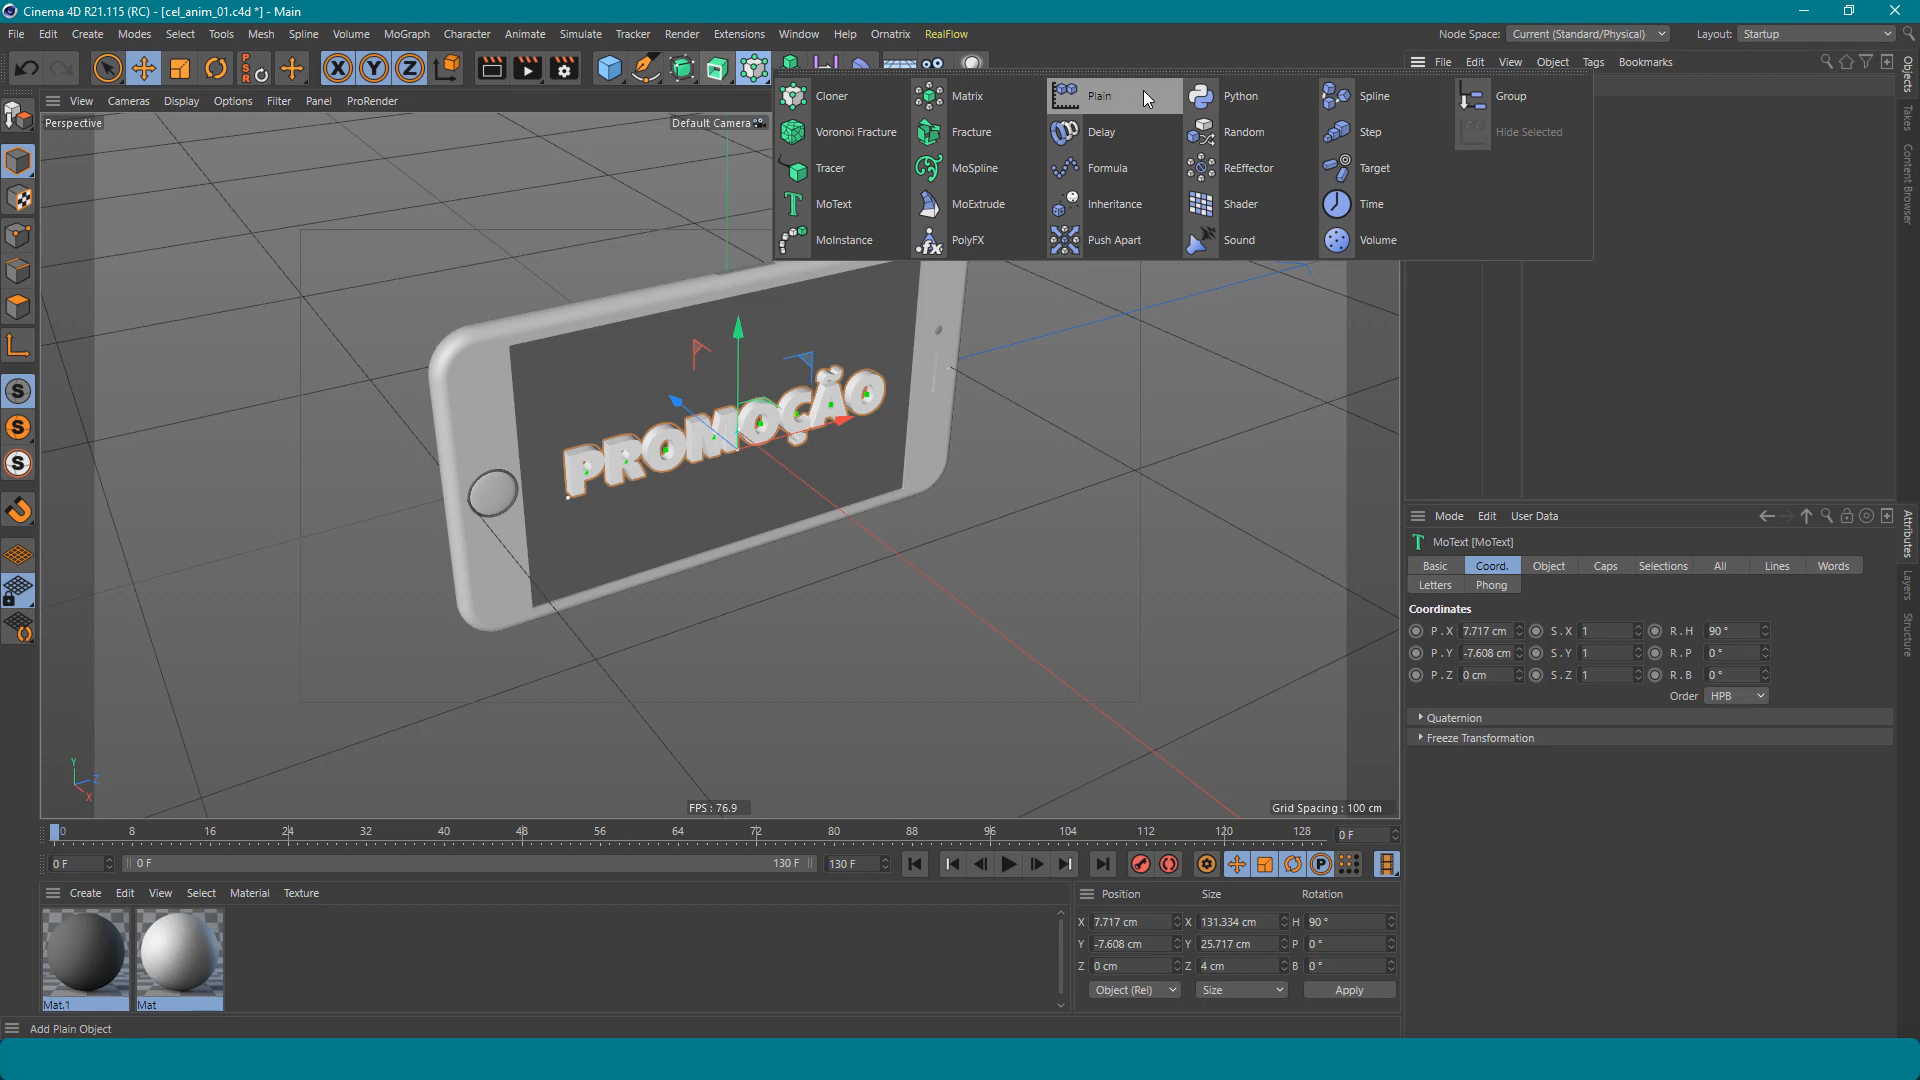 Cinema 4D R21.115 (RC) - [cel_anim_01.c4d *] - Main
File Edit Create Modes Select Tools Mesh Spline Volume MoGraph Character Animate Simulate Tracker Render Extensions Window Help Ornatrix RealFlow
Node Space: Current (Standard/Physical) Layout: Startup
X Y Z
P S R
File Edit View Object Tags Bookmarks
View Cameras Display Options Filter Panel ProRender
Perspective
Default Camera
Cloner Matrix Plain Python Spline Group
Voronoi Fracture Fracture Delay Random Step Hide Selected
Tracer MoSpline Formula ReEffector Target
MoText MoExtrude Inheritance Shader Time
MoInstance PolyFX Push Apart Sound Volume
PROMOÇÃO
Y
Z
X
FPS : 76.9
Grid Spacing : 100 cm
Objects
Takes
Content Browser
Attributes
Layers
Structure
Mode Edit User Data
MoText [MoText]
Basic Coord. Object Caps Selections All Lines Words
Letters Phong
Coordinates
P . X 7.717 cm S . X 1 R . H 90 °
P . Y -7.608 cm S . Y 1 R . P 0 °
P . Z 0 cm S . Z 1 R . B 0 °
Order HPB
Quaternion
Freeze Transformation
0 8 16 24 32 40 48 56 64 72 80 88 96 104 112 120 128 0 F
0 F 0 F 130 F 130 F
Create Edit View Select Material Texture
Mat.1 Mat
Position Size Rotation
X 7.717 cm X 131.334 cm H 90 °
Y -7.608 cm Y 25.717 cm P 0 °
Z 0 cm Z 4 cm B 0 °
Object (Rel) Size Apply
Add Plain Object